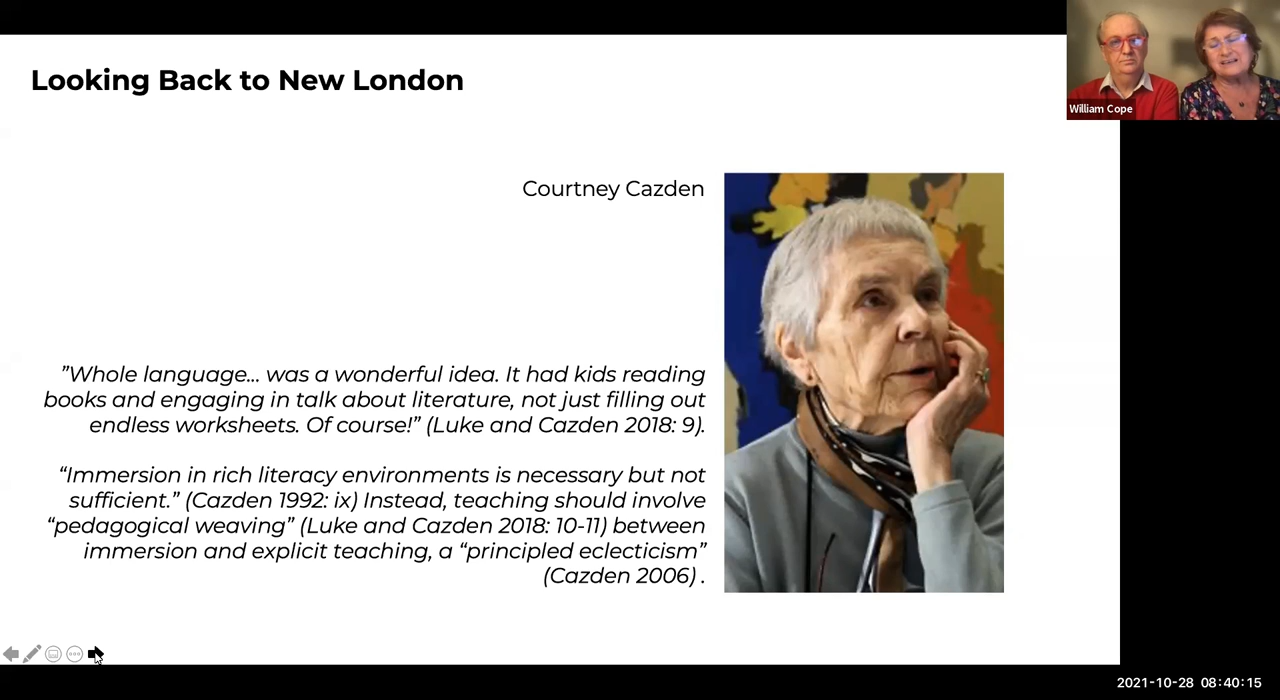 Looking Back to New London
William Cope
Courtney Cazden
”Whole language... was a wonderful idea. It had kids reading
books and engaging in talk about literature, not just filling out
endless worksheets. Of course!” (Luke and Cazden 2018: 9).
“Immersion in rich literacy environments is necessary but not
sufficient.” (Cazden 1992: ix) Instead, teaching should involve
“pedagogical weaving” (Luke and Cazden 2018: 10-11) between
immersion and explicit teaching, a “principled eclecticism”
(Cazden 2006) .
2021-10-28 08:40:15